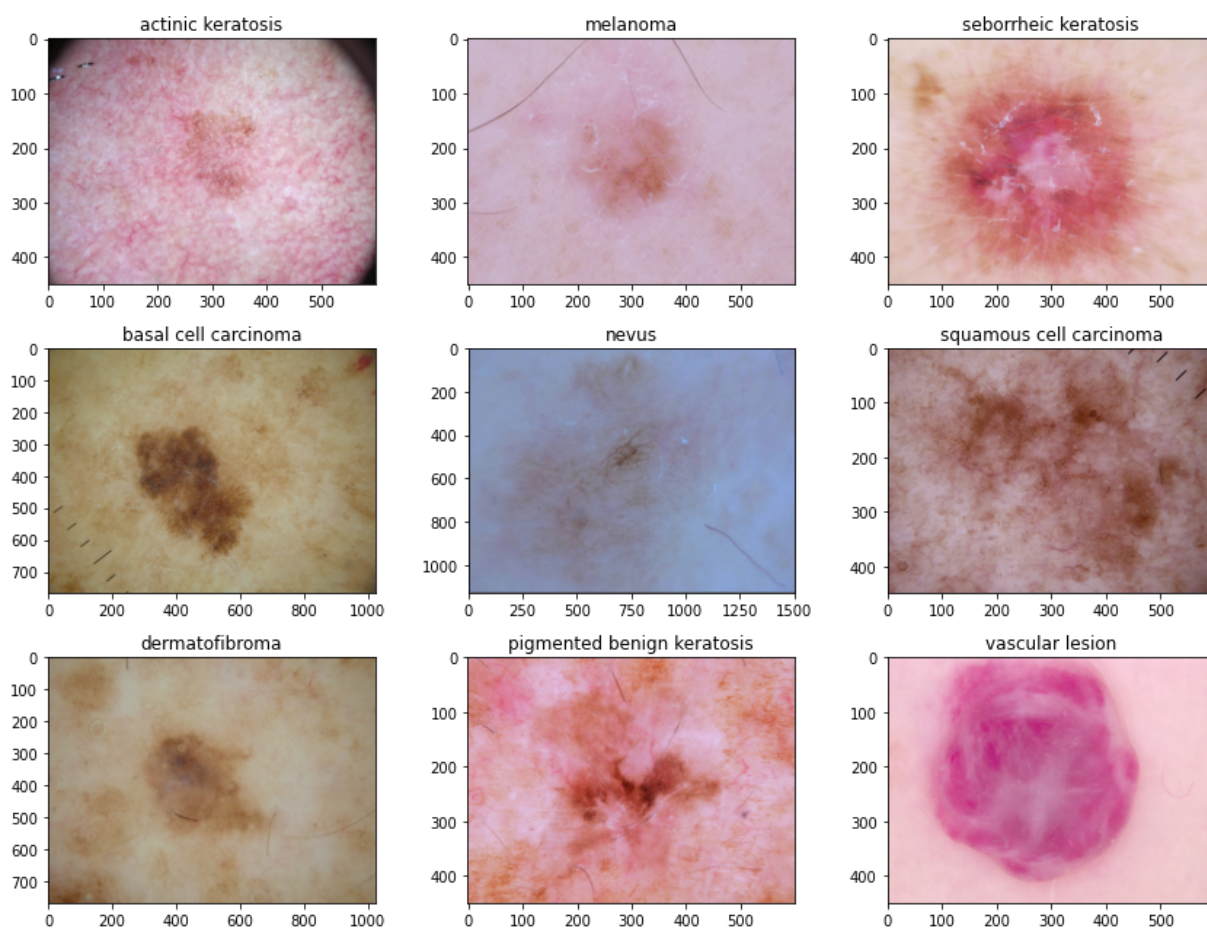 actinic keratosis
melanoma
seborrheic keratosis
0
100
200
300
400
0 100 200 300 400 500
0
100
200
300
400
0 100 200 300 400 500
0
100
200
300
400
0 100 200 300 400 500
basal cell carcinoma
nevus
squamous cell carcinoma
0
100
200
300
400
500
600
700
0 200 400 600 800 1000
0
200
400
600
800
1000
0 250 500 750 1000 1250 1500
0
100
200
300
400
0 100 200 300 400 500
dermatofibroma
pigmented benign keratosis
vascular lesion
0
100
200
300
400
500
600
700
0 200 400 600 800 1000
0
100
200
300
400
0 100 200 300 400 500
0
100
200
300
400
0 100 200 300 400 500